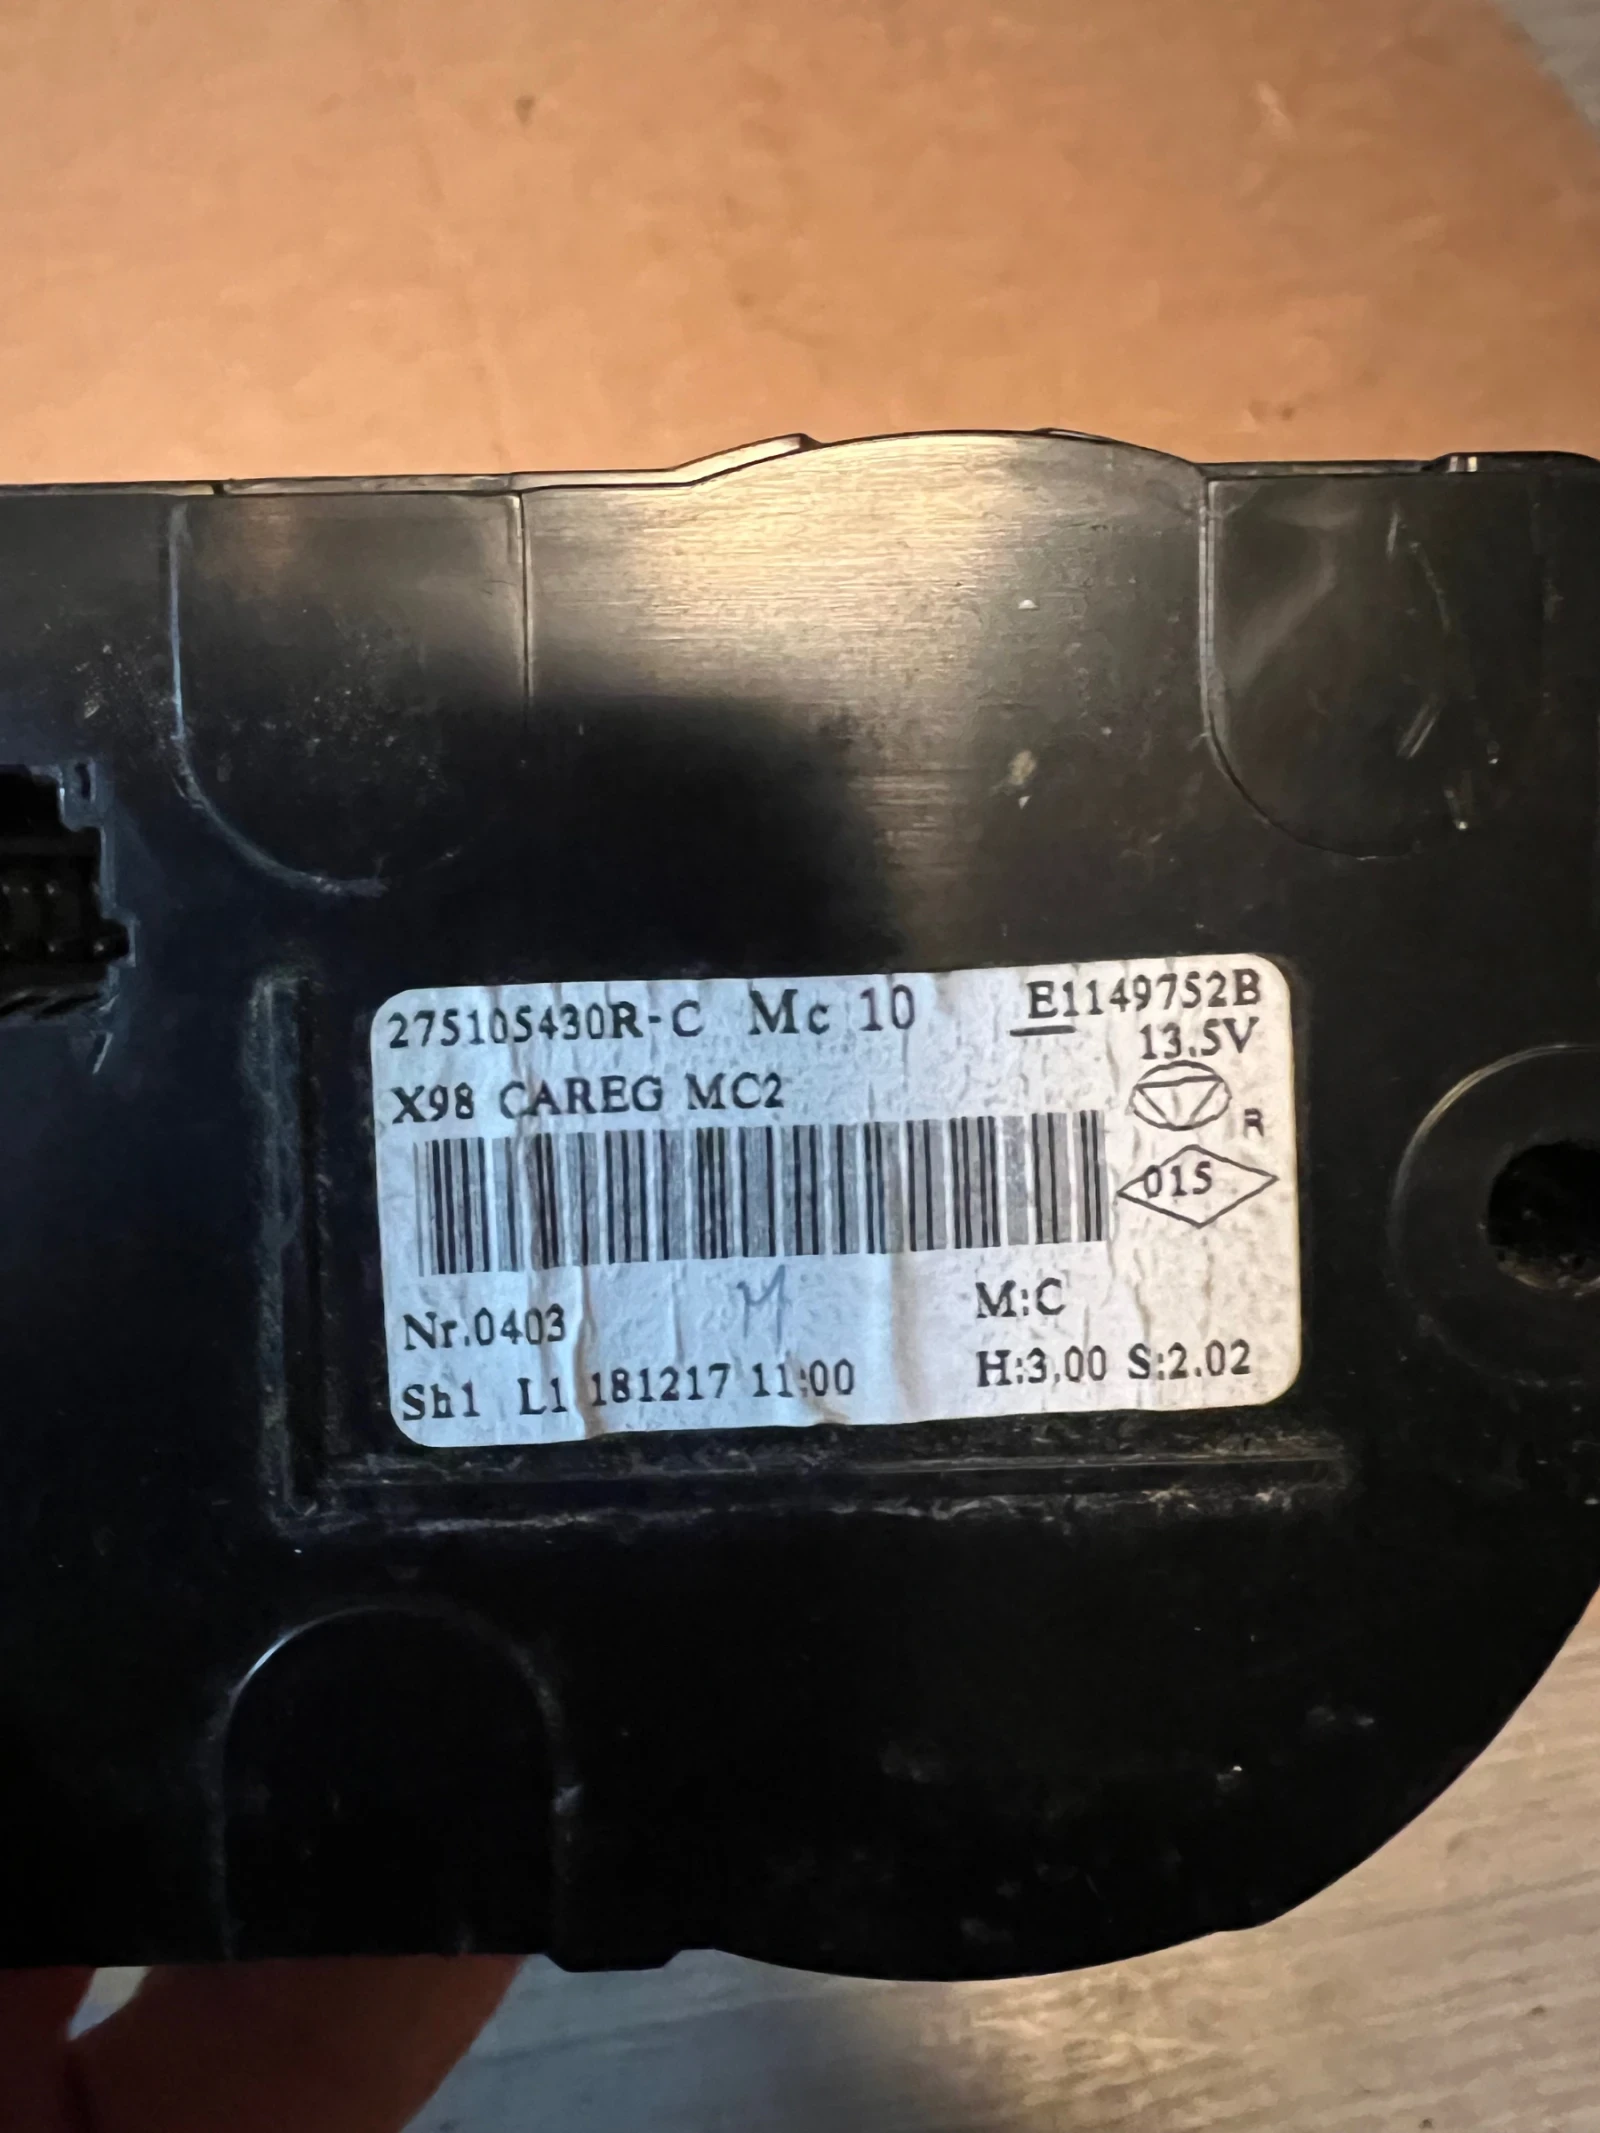 275105430R-C Mc 10 E1149752B
13.5V
X98 CAREG MC2
R
015
Nr.0403 M:C
Sh1 L1 181217 11:00 H:3.00 S:2.02